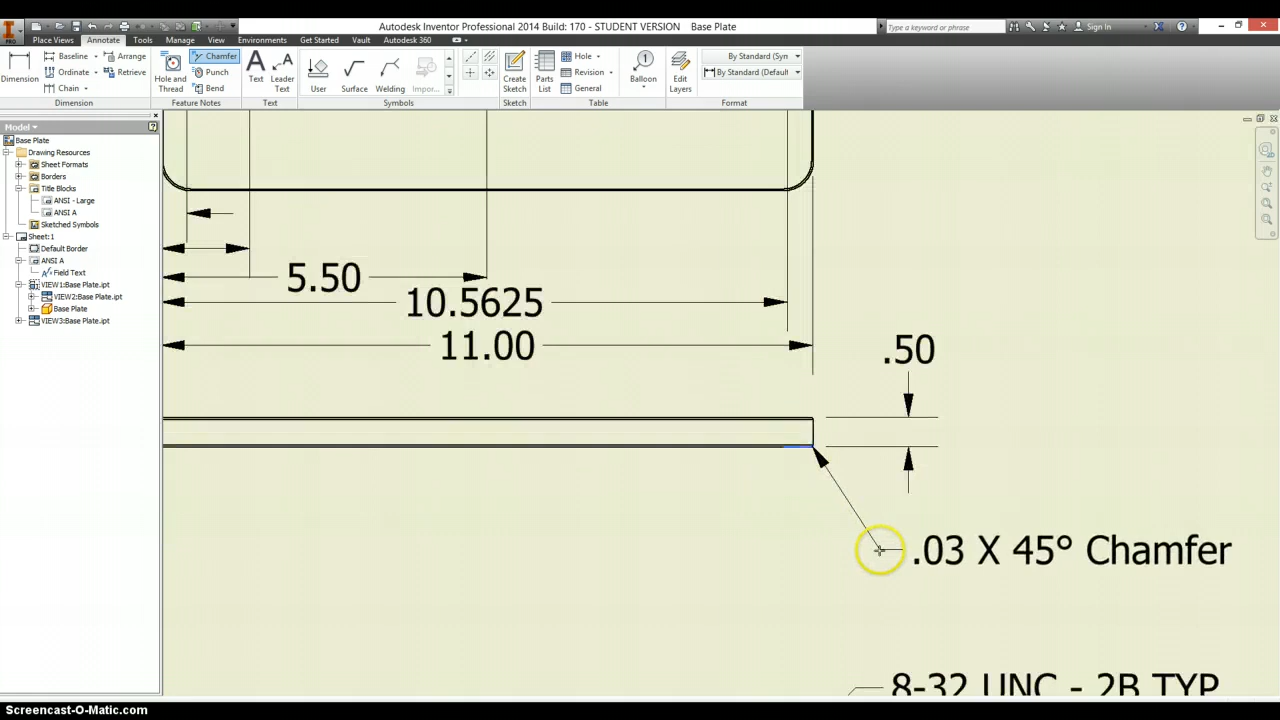 PRO
Autodesk Inventor Professional 2014 Build: 170 - STUDENT VERSION Base Plate
Type a keyword or phrase
Sign In
Place Views Annotate Tools Manage View Environments Get Started Vault Autodesk 360
Dimension
Baseline
Arrange
Ordinate
Retrieve
Chain
Dimension
Hole and
Thread
Chamfer
Punch
Bend
Feature Notes
Text
Leader
Text
Text
User
Surface
Welding
Impor...
Symbols
Create
Sketch
Sketch
Parts
List
Hole
Revision
General
Table
Balloon
Edit
Layers
By Standard (Syn
By Standard (Defaul
Format
Model
Base Plate
Drawing Resources
Sheet Formats
Borders
Title Blocks
ANSI - Large
ANSI A
Sketched Symbols
Sheet:1
Default Border
ANSI A
Field Text
VIEW1:Base Plate.ipt
VIEW2:Base Plate.ipt
Base Plate
VIEW3:Base Plate.ipt
5.50
10.5625
11.00
.50
.03 X 45° Chamfer
8-32 UNC - 2B TYP
Screencast-O-Matic.com